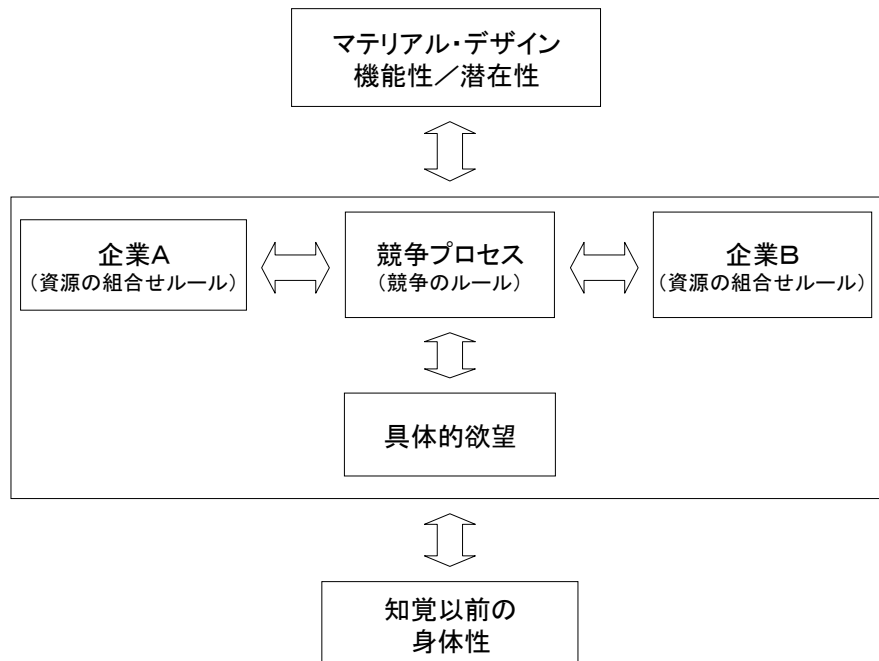 マテリアル・デザイン
機能性／潜在性
企業A
（資源の組合せルール）
競争プロセス
（競争のルール）
企業B
（資源の組合せルール）
具体的欲望
知覚以前の
身体性